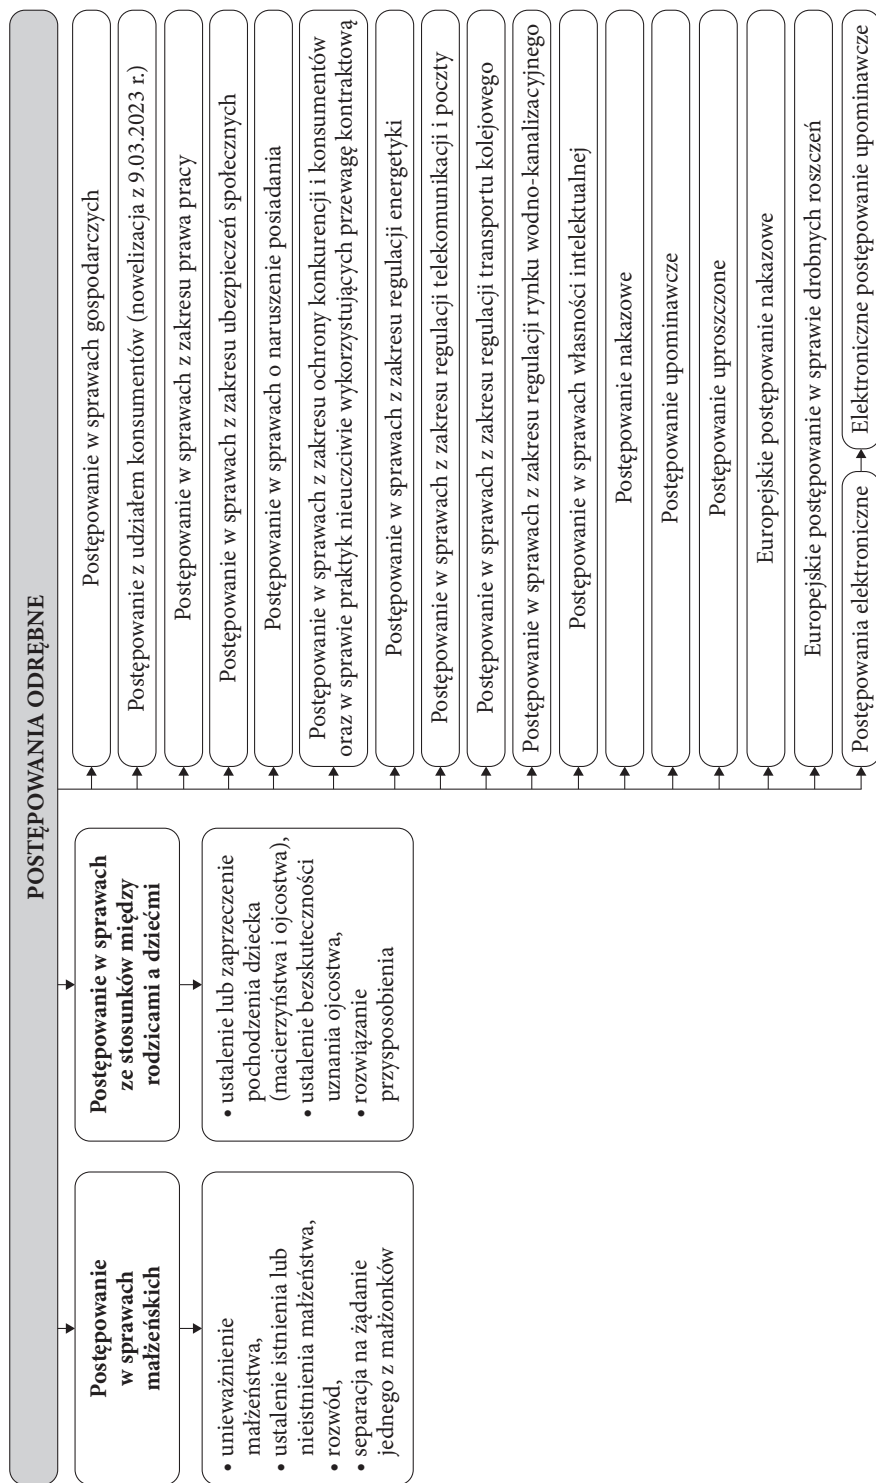 POSTĘPOWANIA ODRĘBNE
Postępowanie
w sprawach
małżeńskich
• unieważnienie
małżeństwa,
• ustalenie istnienia lub
nieistnienia małżeństwa,
• rozwód,
• separacja na żądanie
jednego z małżonków
Postępowanie w sprawach
ze stosunków między
rodzicami a dziećmi
• ustalenie lub zaprzeczenie
pochodzenia dziecka
(macierzyństwa i ojcostwa),
• ustalenie bezskuteczności
uznania ojcostwa,
• rozwiązanie
przysposobienia
Postępowanie w sprawach gospodarczych
Postępowanie z udziałem konsumentów (nowelizacja z 9.03.2023 r.)
Postępowanie w sprawach z zakresu prawa pracy
Postępowanie w sprawach z zakresu ubezpieczeń społecznych
Postępowanie w sprawach o naruszenie posiadania
Postępowanie w sprawach z zakresu ochrony konkurencji i konsumentów
oraz w sprawie praktyk nieuczciwie wykorzystujących przewagę kontraktową
Postępowanie w sprawach z zakresu regulacji energetyki
Postępowanie w sprawach z zakresu regulacji telekomunikacji i poczty
Postępowanie w sprawach z zakresu regulacji transportu kolejowego
Postępowanie w sprawach z zakresu regulacji rynku wodno-kanalizacyjnego
Postępowanie w sprawach własności intelektualnej
Postępowanie nakazowe
Postępowanie upominawcze
Postępowanie uproszczone
Europejskie postępowanie nakazowe
Europejskie postępowanie w sprawie drobnych roszczeń
Postępowania elektroniczne
Elektroniczne postępowanie upominawcze